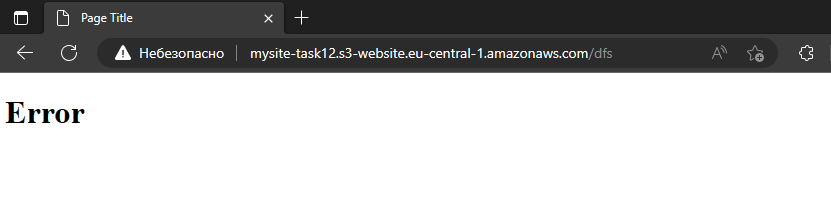 Page Title
Небезопасно mysite-task12.s3-website.eu-central-1.amazonaws.com/dfs
Error